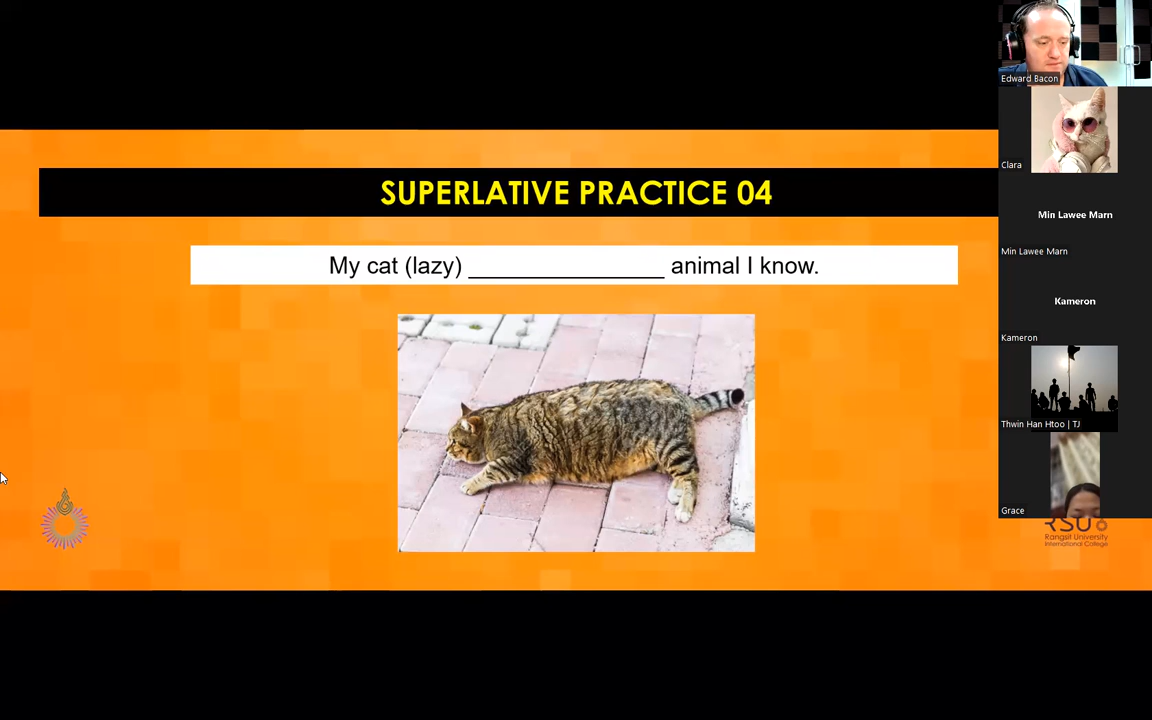 SUPERLATIVE PRACTICE 04
My cat (lazy) _______________ animal I know.
Edward Bacon
Clara
Min Lawee Marn
Min Lawee Marn
Kameron
Kameron
Thwin Han Htoo | TJ
Grace
RSU
Rangsit University
International College